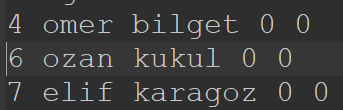 4 omer bilget 0 0
6 ozan kukul 0 0
7 elif karagoz 0 0